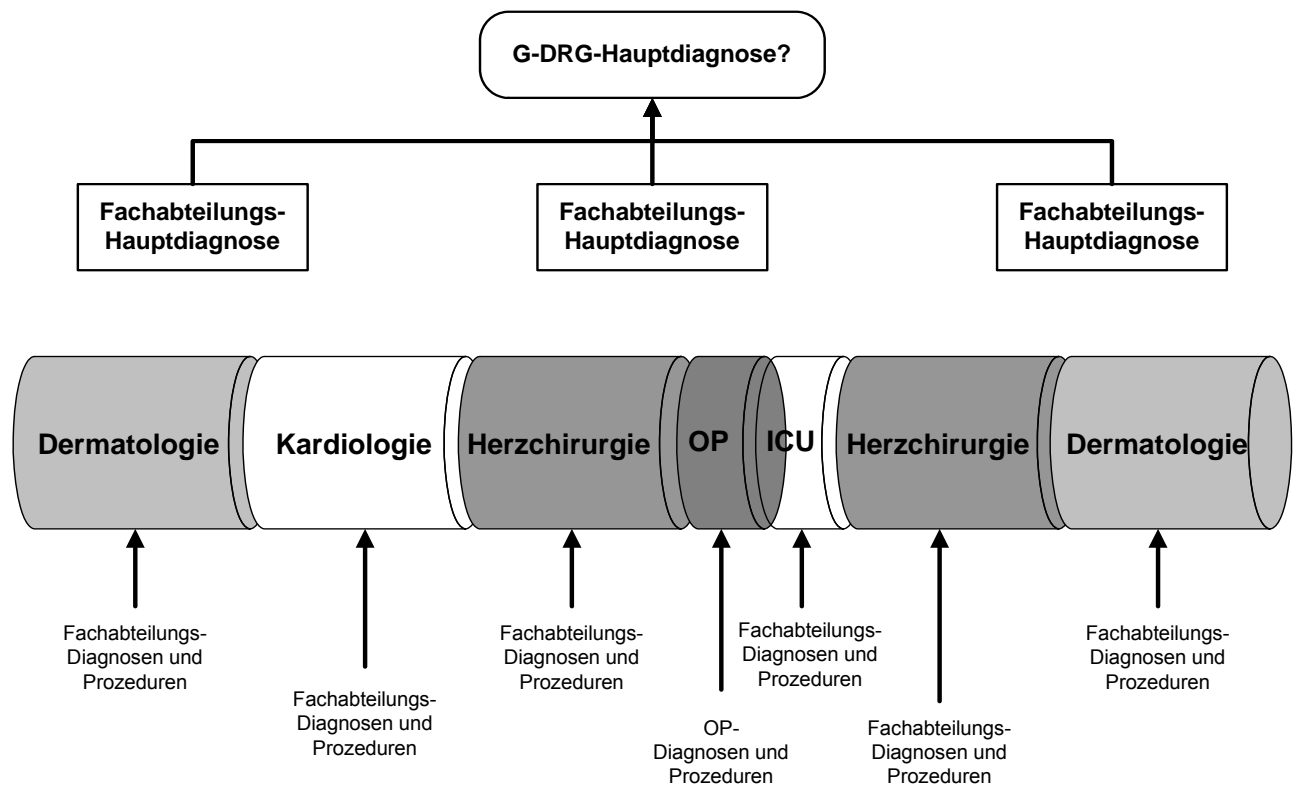 G-DRG-Hauptdiagnose?
Fachabteilungs-
Hauptdiagnose
Fachabteilungs-
Hauptdiagnose
Fachabteilungs-
Hauptdiagnose
Dermatologie
Kardiologie
Herzchirurgie
OP
ICU
Herzchirurgie
Dermatologie
Fachabteilungs-
Diagnosen und
Prozeduren
Fachabteilungs-
Diagnosen und
Prozeduren
Fachabteilungs-
Diagnosen und
Prozeduren
OP-
Diagnosen und
Prozeduren
Fachabteilungs-
Diagnosen und
Prozeduren
Fachabteilungs-
Diagnosen und
Prozeduren
Fachabteilungs-
Diagnosen und
Prozeduren